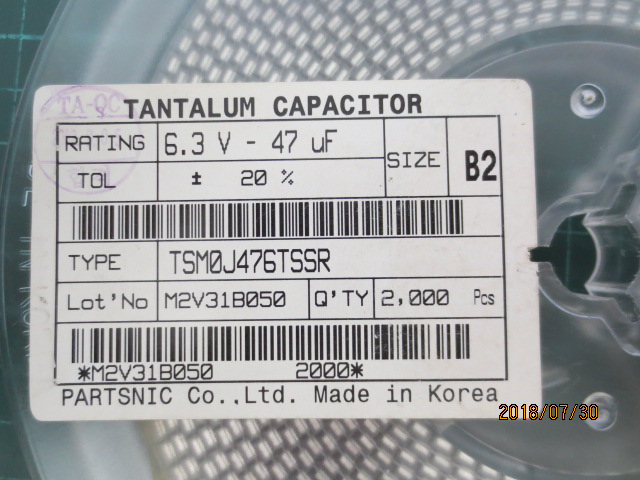 TA-QC
TANTALUM CAPACITOR
RATING 6.3 V - 47 uF SIZE B2
TOL ± 20 %
TYPE TSM0J476TSSR
Lot'No M2V31B050 Q'TY 2,000 Pcs
*M2V31B050 2000*
PARTSNIC Co.,Ltd. Made in Korea
2018/07/30